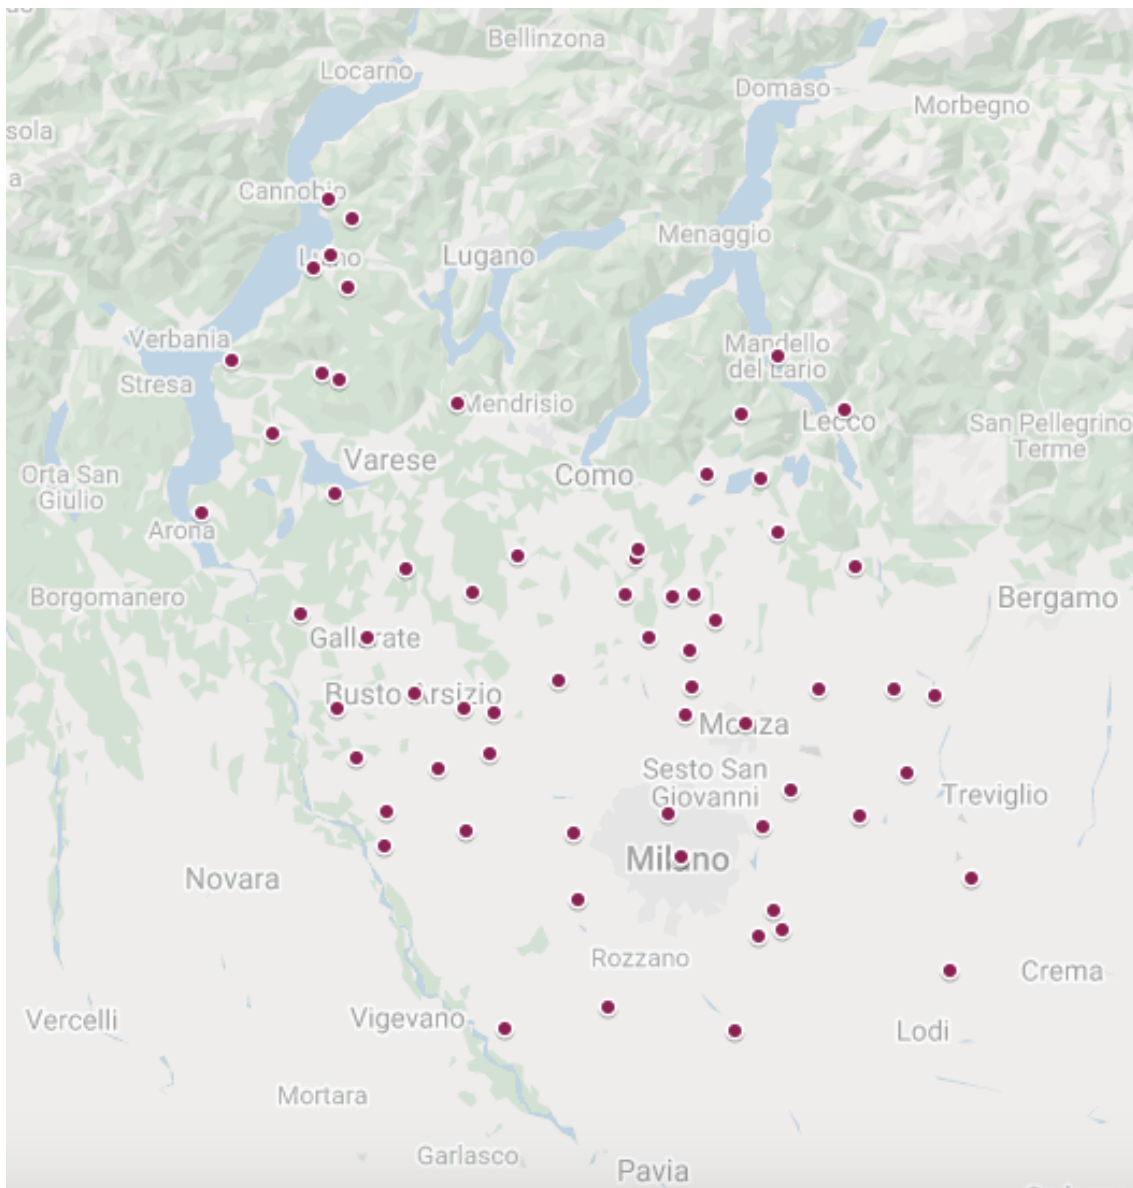 Bellinzona
Locarno
Domaso
Morbegno
sola
a
Cannobio
Menaggio
Luino
Lugano
Verbania
Mandello
del Lario
Stresa
Mendrisio
Lecco
San Pellegrino
Terme
Varese
Como
Orta San
Giulio
Arona
Borgomanero
Bergamo
Gallarate
Busto Arsizio
Monza
Sesto San
Giovanni
Treviglio
Milano
Novara
Rozzano
Crema
Vercelli
Vigevano
Lodi
Mortara
Garlasco
Pavia